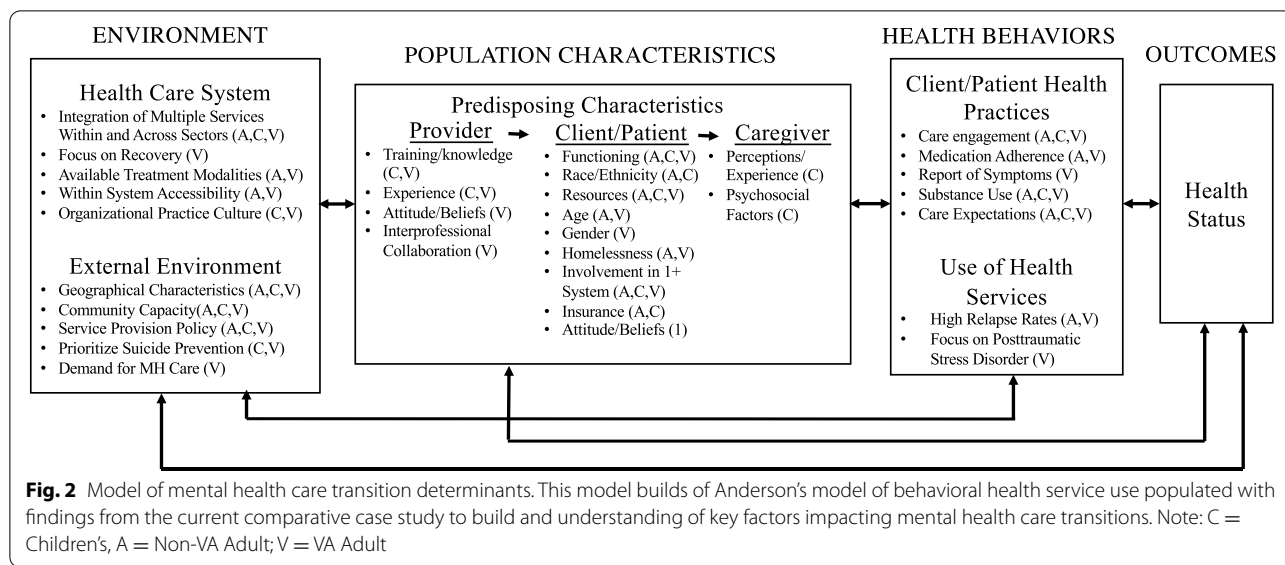 ENVIRONMENT
Health Care System
• Integration of Multiple Services
Within and Across Sectors (A,C,V)
• Focus on Recovery (V)
• Available Treatment Modalities (A,V)
• Within System Accessibility (A,V)
• Organizational Practice Culture (C,V)
External Environment
• Geographical Characteristics (A,C,V)
• Community Capacity(A,C,V)
• Service Provision Policy (A,C,V)
• Prioritize Suicide Prevention (C,V)
• Demand for MH Care (V)
POPULATION CHARACTERISTICS
Predisposing Characteristics
Provider
• Training/knowledge
(C,V)
• Experience (C,V)
• Attitude/Beliefs (V)
• Interprofessional
Collaboration (V)
Client/Patient
• Functioning (A,C,V)
• Race/Ethnicity (A,C)
• Resources (A,C,V)
• Age (A,V)
• Gender (V)
• Homelessness (A,V)
• Involvement in 1+
System (A,C,V)
• Insurance (A,C)
• Attitude/Beliefs (1)
Caregiver
• Perceptions/
Experience (C)
• Psychosocial
Factors (C)
HEALTH BEHAVIORS
Client/Patient Health
Practices
• Care engagement (A,C,V)
• Medication Adherence (A,V)
• Report of Symptoms (V)
• Substance Use (A,C,V)
• Care Expectations (A,C,V)
Use of Health
Services
• High Relapse Rates (A,V)
• Focus on Posttraumatic
Stress Disorder (V)
OUTCOMES
Health
Status
Fig. 2 Model of mental health care transition determinants. This model builds of Anderson's model of behavioral health service use populated with
findings from the current comparative case study to build and understanding of key factors impacting mental health care transitions. Note: C =
Children's, A = Non-VA Adult; V = VA Adult